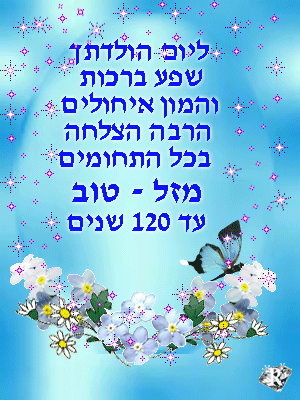 ליום הולדתך
שפע ברכות
והמון איחולים
הרבה הצלחה
בכל התחומים
מזל - טוב
עד 120 שנים